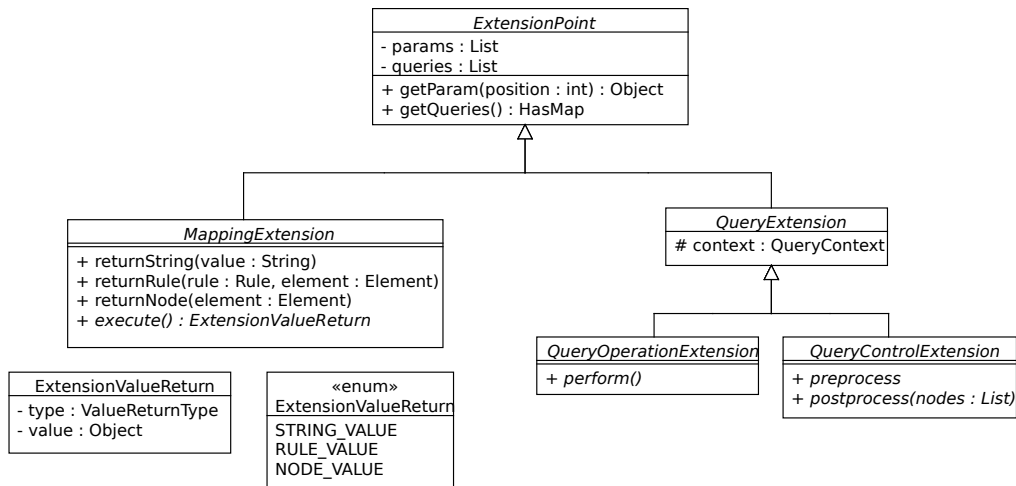 ExtensionPoint
- params : List
- queries : List
+ getParam(position : int) : Object
+ getQueries() : HasMap
MappingExtension
+ returnString(value : String)
+ returnRule(rule : Rule, element : Element)
+ returnNode(element : Element)
+ execute() : ExtensionValueReturn
QueryExtension
# context : QueryContext
QueryOperationExtension
+ perform()
QueryControlExtension
+ preprocess
+ postprocess(nodes : List)
ExtensionValueReturn
- type : ValueReturnType
- value : Object
«enum»
ExtensionValueReturn
STRING_VALUE
RULE_VALUE
NODE_VALUE